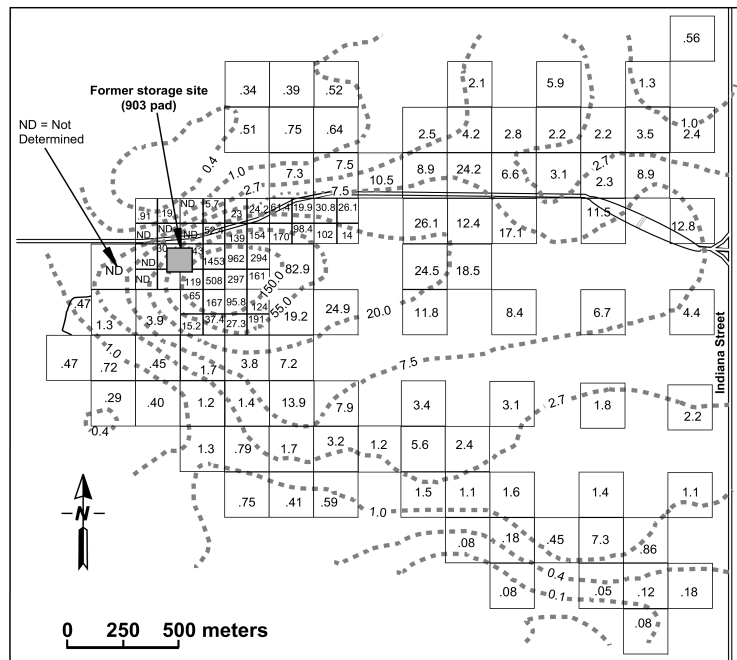 .56
Former storage site
(903 pad)
ND = Not
Determined
.34 .39 .52
2.1 5.9 1.3
0.4
.51 .75 .64
2.5 4.2 2.8 2.2 2.2 3.5 2.4
1.0
1.0
2.7
7.3 7.5
10.5
8.9 24.2 6.6 3.1 2.3 8.9
2.7
7.5
.91 19 ND 5.7 23 24.2 61.4 19.9 30.8 26.1
ND ND ND 52.4 139 154 170 98.4 102 14
26.1 12.4 17.1 11.5 12.8
30 43
ND ND 1453 962 294
ND 119 508 297 161 82.9
150.0
55.0
20.0
24.5 18.5
.47 1.3 3.9 65 167 95.8 124 19.2 24.9
15.2 37.4 27.3 191
11.8 8.4 6.7 4.4
Indiana Street
1.0
7.5
.47 .72 .45 1.7 3.8 7.2
.29 .40 1.2 1.4 13.9 7.9 3.4 3.1 1.8 2.2
2.7
0.4
1.3 .79 1.7 3.2 1.2 5.6 2.4
.75 .41 .59 1.5 1.1 1.6 1.4 1.1
1.0
N
.08 .18 .45 7.3 .86
0.4
0.1
.08 .05 .12 .18
.08
0 250 500 meters